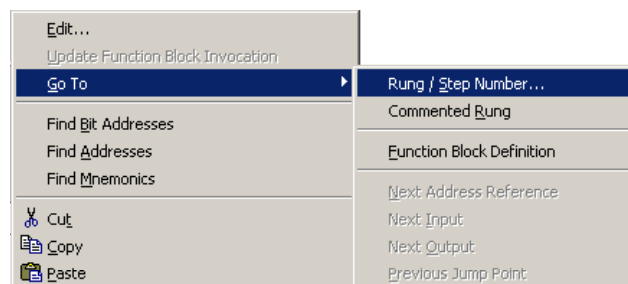 Edit...
Update Function Block Invocation
Go To
Find Bit Addresses
Find Addresses
Find Mnemonics
Cut
Copy
Paste
Rung / Step Number...
Commented Rung
Function Block Definition
Next Address Reference
Next Input
Next Output
Previous Jump Point